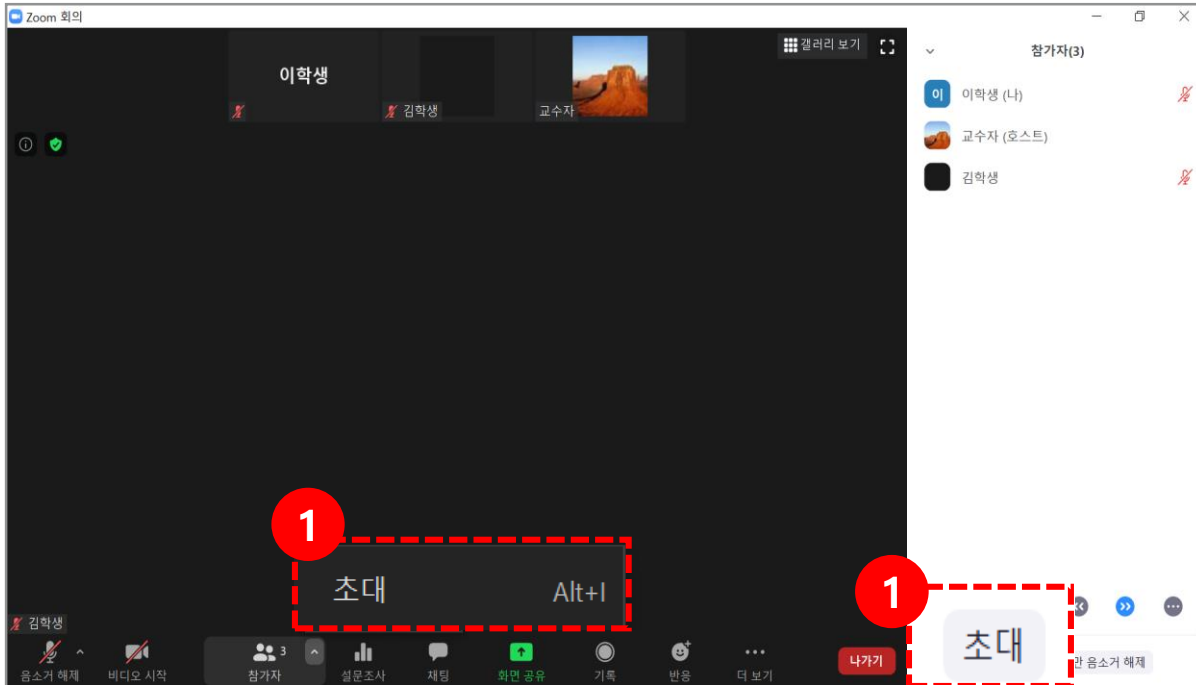 Zoom 회의
갤러리 보기
이학생
김학생
교수자
참가자(3)
이 이학생 (나)
교수자 (호스트)
김학생
1
초대 Alt+I
1
초대
김학생
음소거 해제
비디오 시작
3
참가자
설문조사
채팅
화면 공유
기록
반응
더 보기
나가기
만 음소거 해제